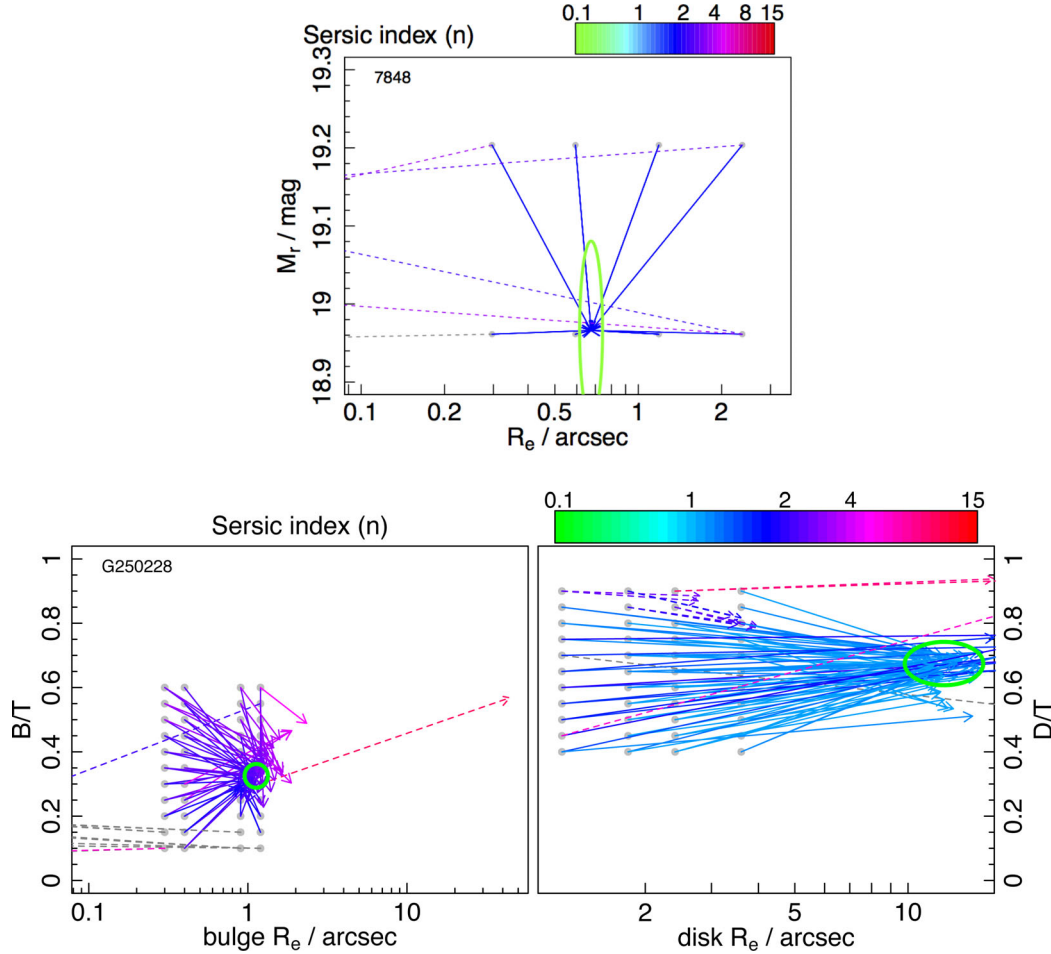 0.1 1 2 4 8 15
Sersic index (n)
7848
19.3
19.2
19.1
19
18.9
M_r / mag
0.1 0.2 0.5 1 2
R_e / arcsec
0.1 1 2 4 15
Sersic index (n)
G250228
1
0.8
0.6
0.4
0.2
0
B/T
0.1 1 10
bulge R_e / arcsec
1
0.8
0.6
0.4
0.2
0
D/T
2 5 10
disk R_e / arcsec